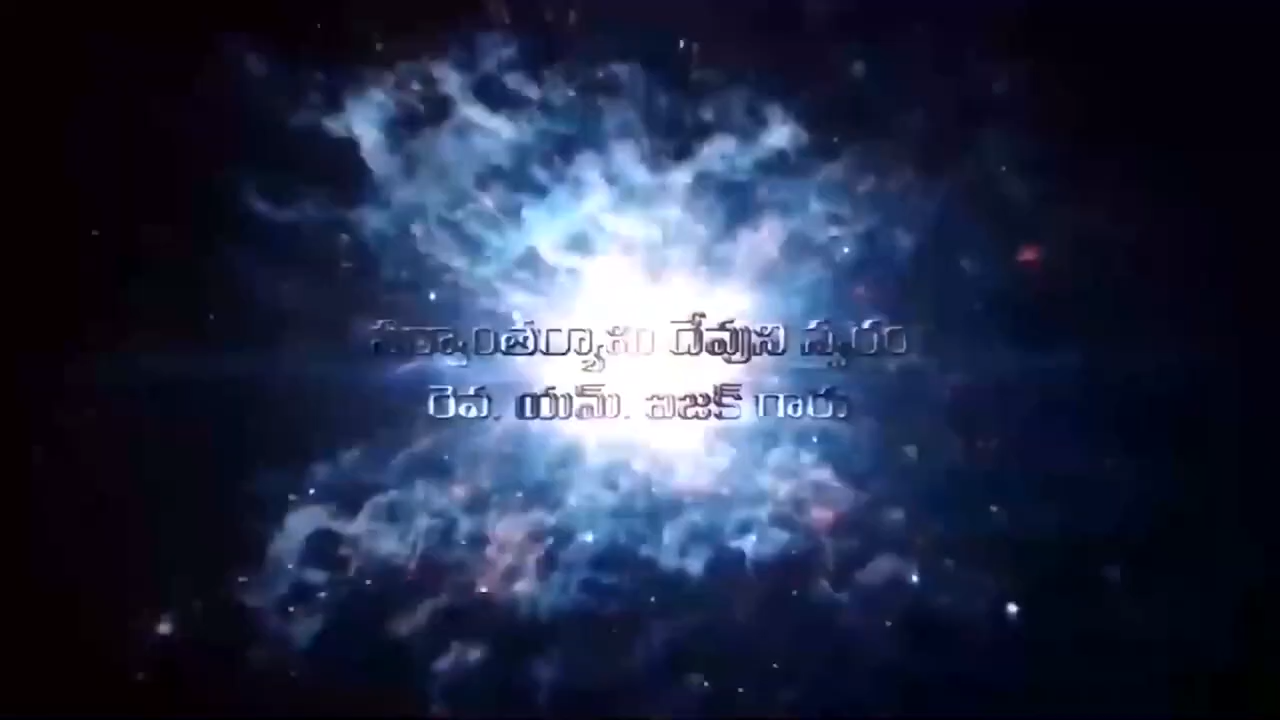 సర్వాంతర్యామి దేవుని స్వరం
రెవ. యమ్. ఐజక్ గారు